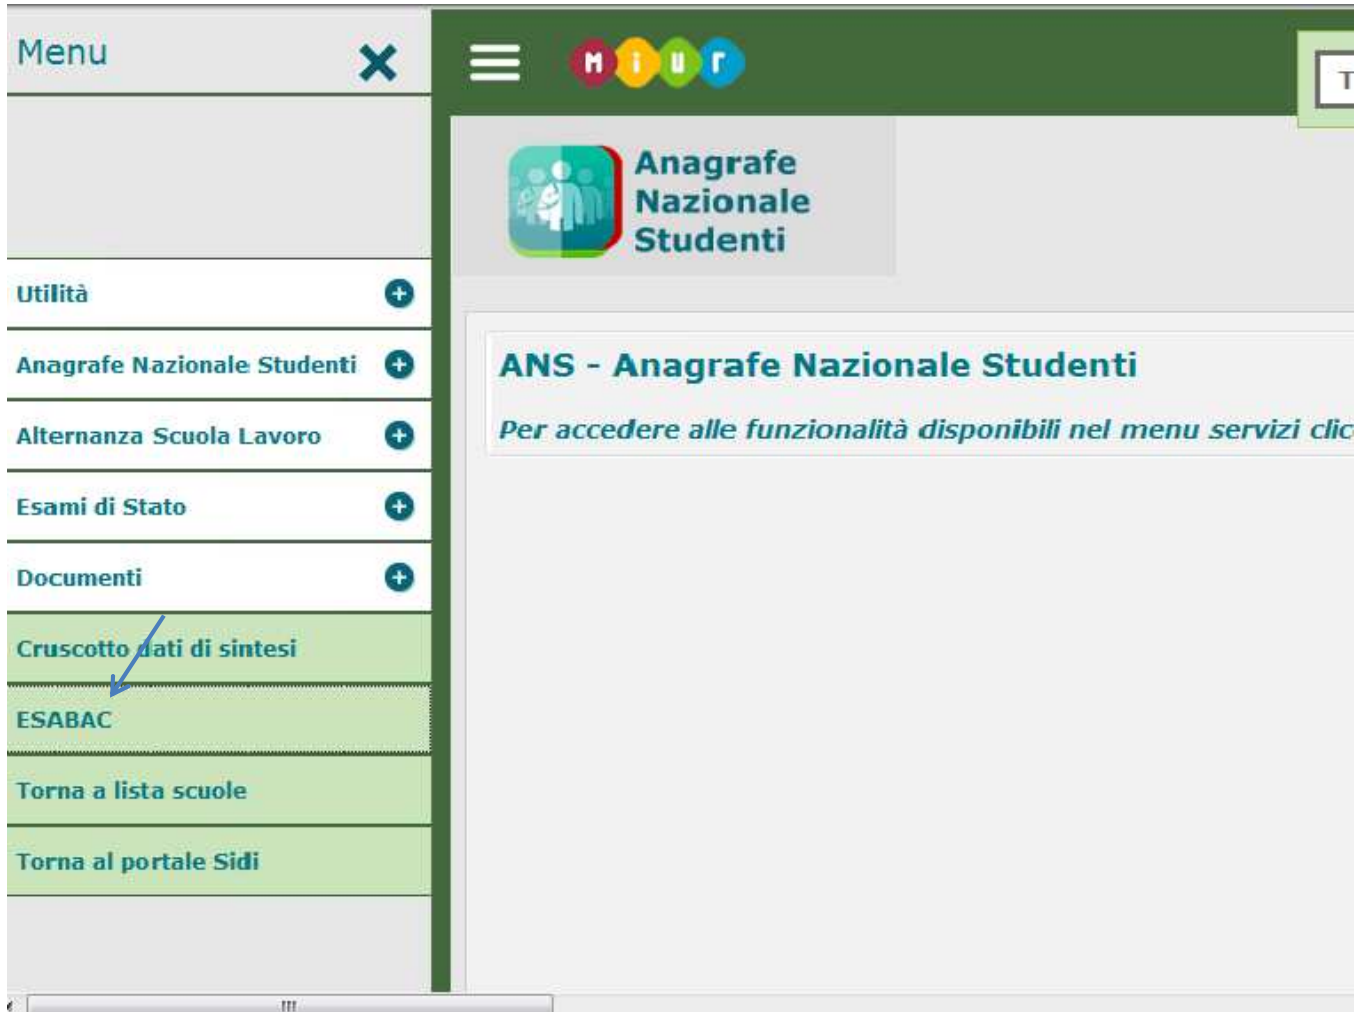 Menu
Miur
T
Anagrafe
Nazionale
Studenti
Utilità
Anagrafe Nazionale Studenti
Alternanza Scuola Lavoro
Esami di Stato
Documenti
Cruscotto dati di sintesi
ESABAC
Torna a lista scuole
Torna al portale Sidi
ANS - Anagrafe Nazionale Studenti
Per accedere alle funzionalità disponibili nel menu servizi clic